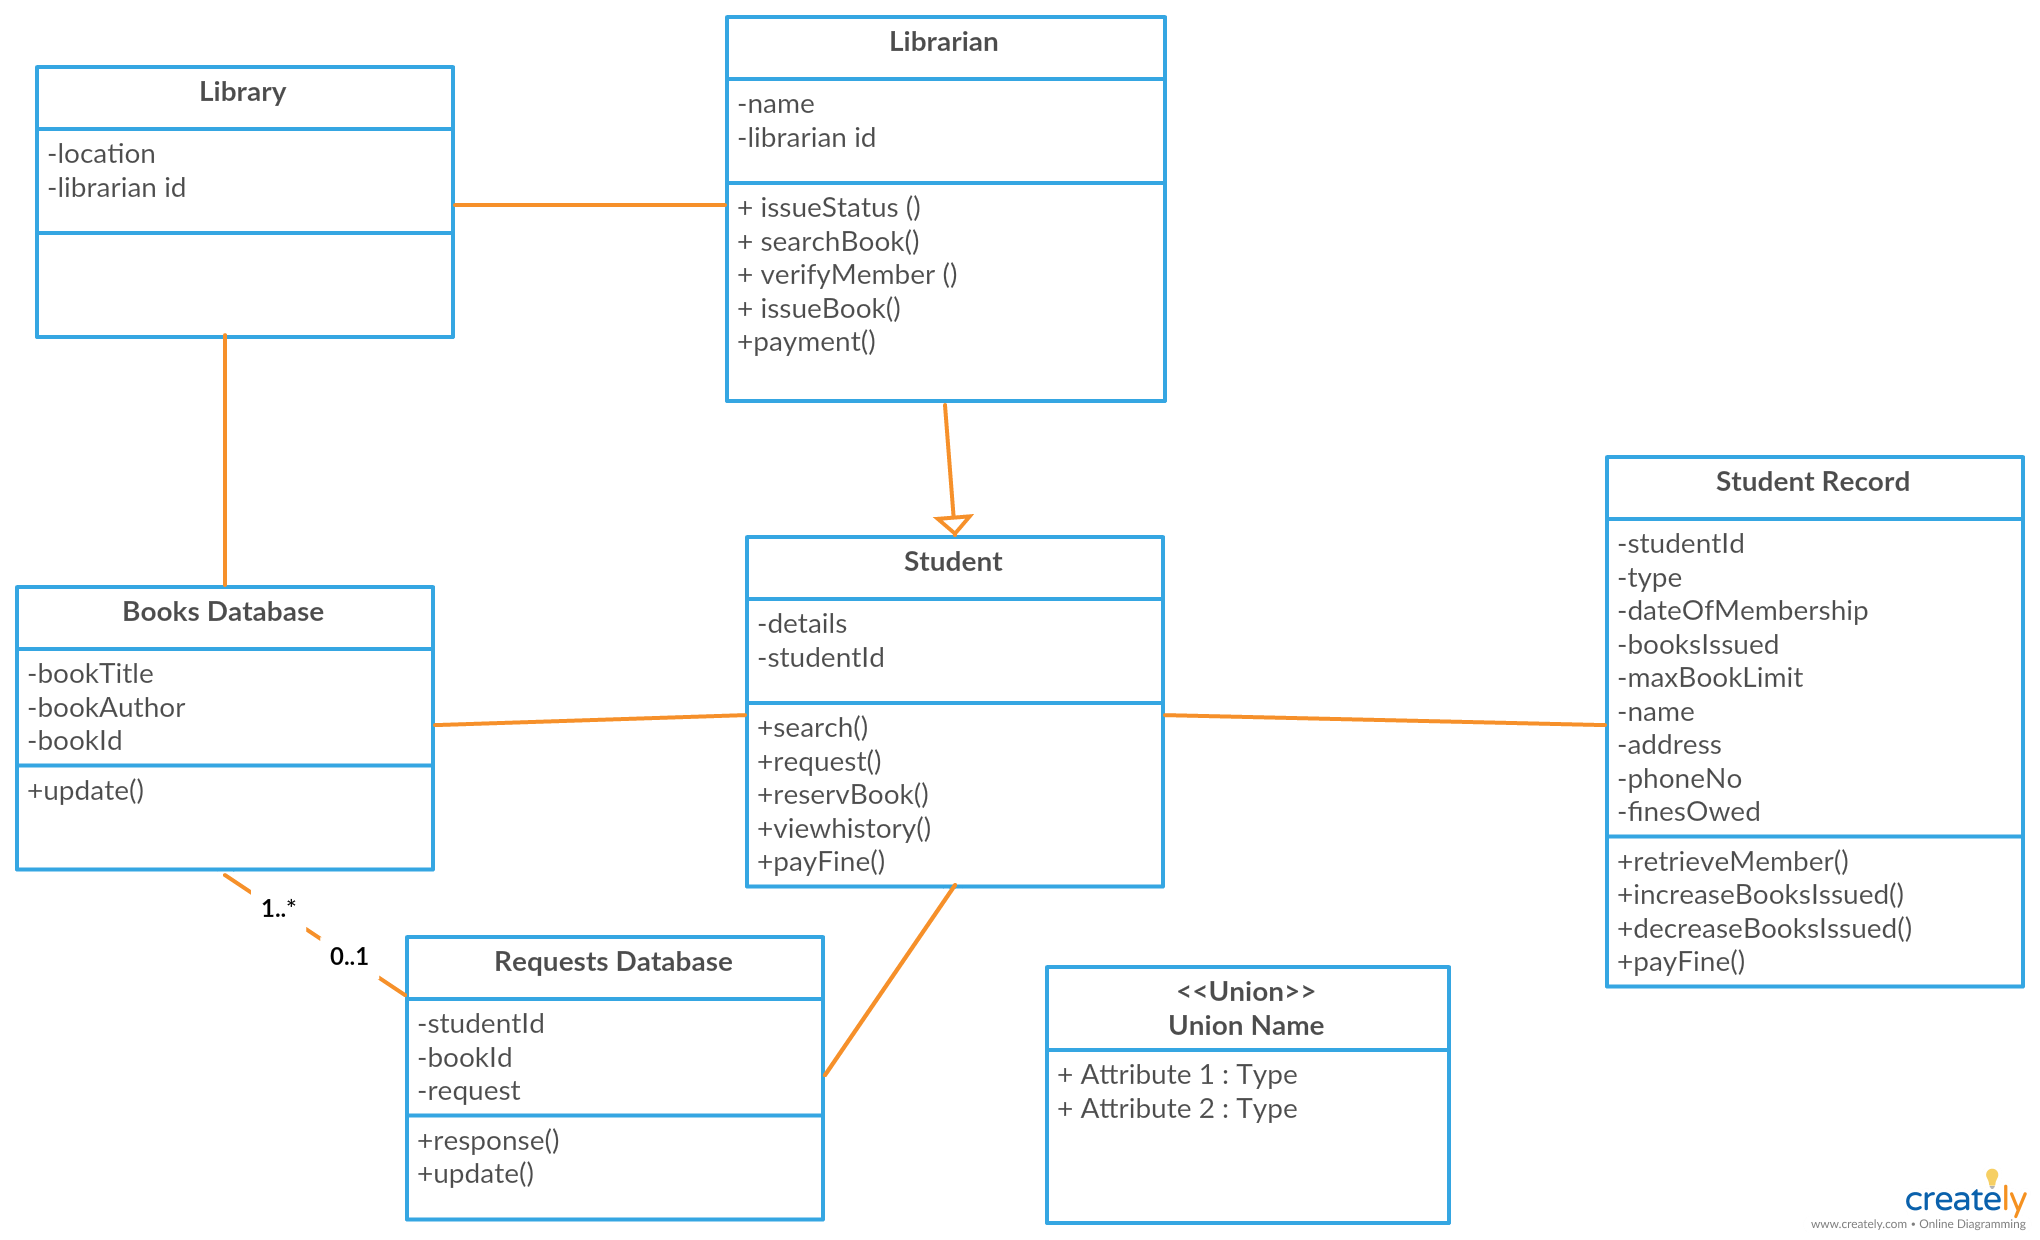 Library
-location
-librarian id
Librarian
-name
-librarian id
+ issueStatus ()
+ searchBook()
+ verifyMember ()
+ issueBook()
+payment()
Books Database
-bookTitle
-bookAuthor
-bookId
+update()
Student
-details
-studentId
+search()
+request()
+reservBook()
+viewhistory()
+payFine()
Student Record
-studentId
-type
-dateOfMembership
-booksIssued
-maxBookLimit
-name
-address
-phoneNo
-finesOwed
+retrieveMember()
+increaseBooksIssued()
+decreaseBooksIssued()
+payFine()
1..*
0..1
Requests Database
-studentId
-bookId
-request
+response()
+update()
<<Union>>
Union Name
+ Attribute 1 : Type
+ Attribute 2 : Type
creately
www.creately.com • Online Diagramming